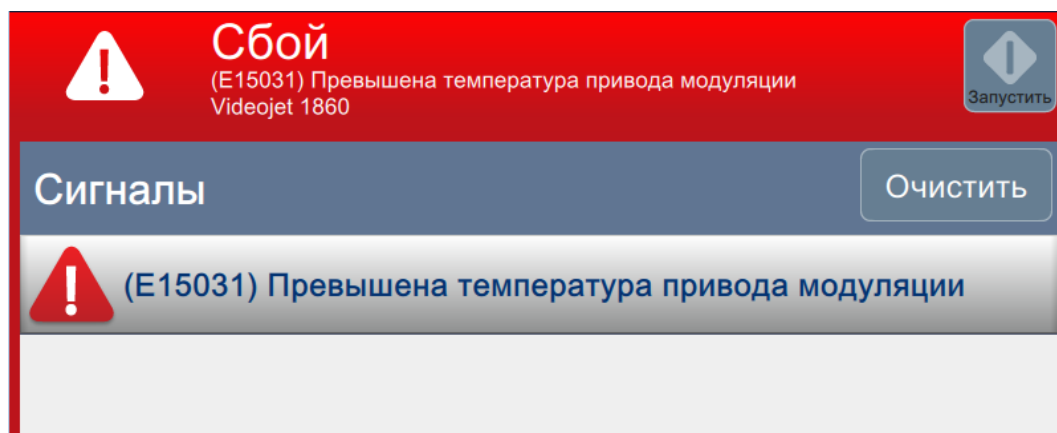 Сбой
(E15031) Превышена температура привода модуляции
Videojet 1860
Запустить
Сигналы
Очистить
(E15031) Превышена температура привода модуляции